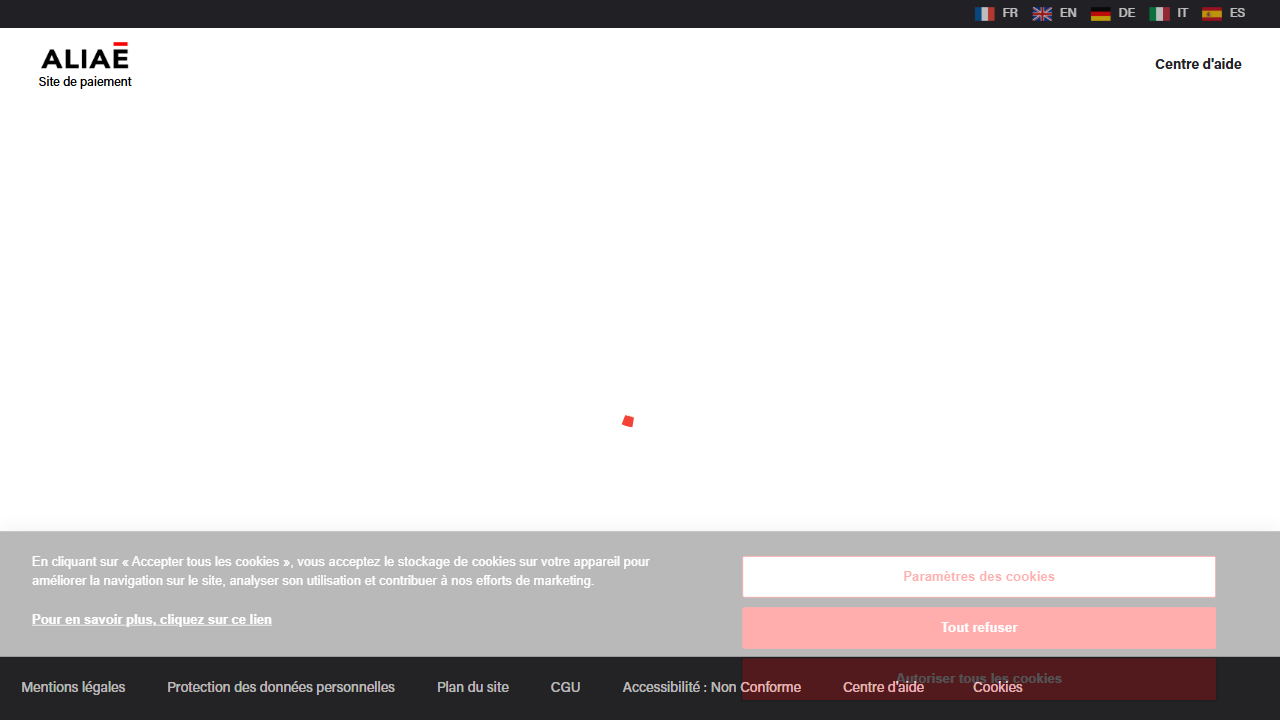 FR EN DE IT ES
ALIAE
Site de paiement
Centre d'aide
En cliquant sur « Accepter tous les cookies », vous acceptez le stockage de cookies sur votre appareil pour
améliorer la navigation sur le site, analyser son utilisation et contribuer à nos efforts de marketing.
Pour en savoir plus, cliquez sur ce lien
Paramètres des cookies
Tout refuser
Autoriser tous les cookies
Mentions légales Protection des données personnelles Plan du site CGU Accessibilité : Non Conforme Centre d'aide Cookies